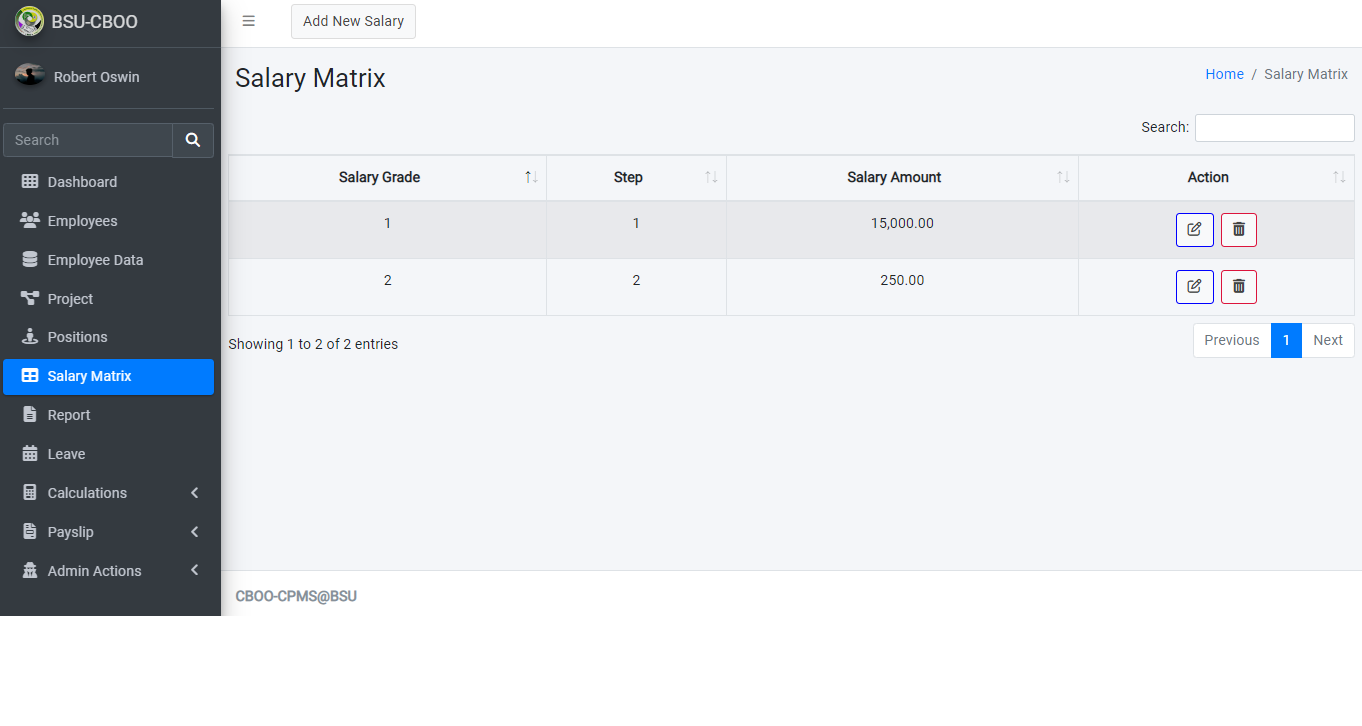 BSU-CBOO
Add New Salary
Robert Oswin
Search
Dashboard
Employees
Employee Data
Project
Positions
Salary Matrix
Report
Leave
Calculations
Payslip
Admin Actions
Salary Matrix
Home / Salary Matrix
Search:
Salary Grade Step Salary Amount Action
1 1 15,000.00
2 2 250.00
Showing 1 to 2 of 2 entries
Previous 1 Next
CBOO-CPMS@BSU